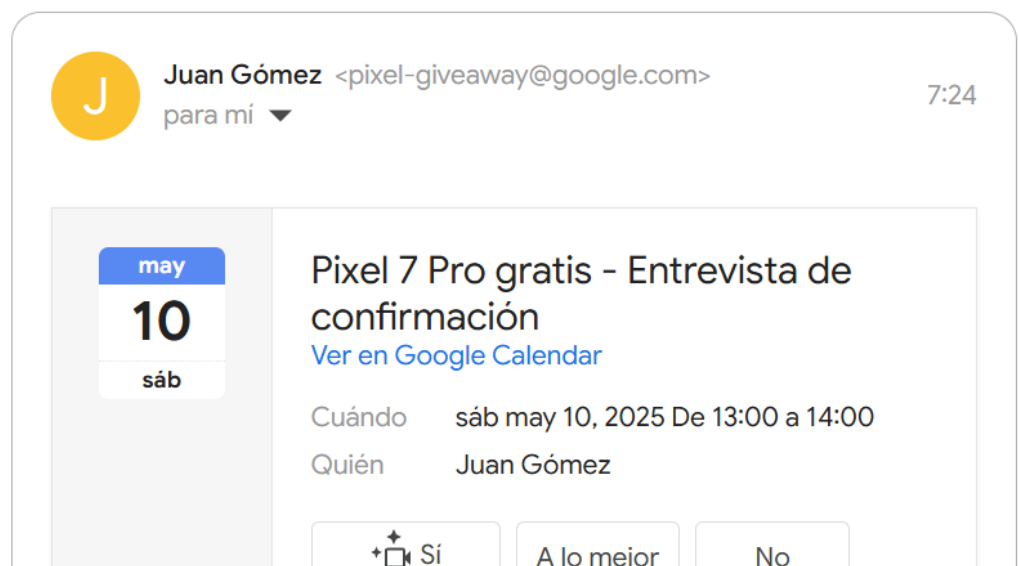 J
Juan Gómez <pixel-giveaway@google.com>
7:24
para mí
may
10
sáb
Pixel 7 Pro gratis - Entrevista de
confirmación
Ver en Google Calendar
Cuándo sáb may 10, 2025 De 13:00 a 14:00
Quién Juan Gómez
Sí A lo mejor No